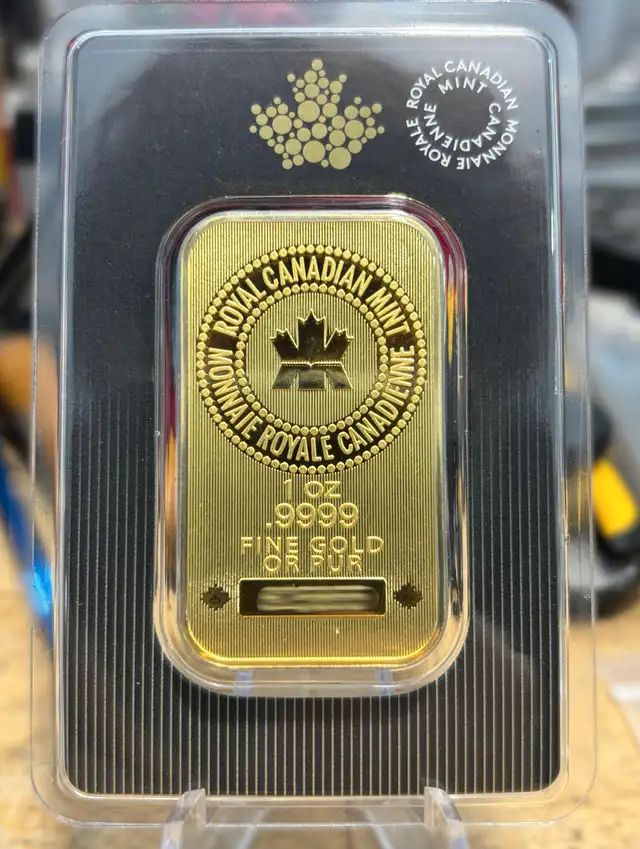 ROYAL CANADIAN MINT
MONNAIE ROYALE CANADIENNE
ROYAL CANADIAN MINT
MONNAIE ROYALE CANADIENNE
1 oz
.9999
FINE GOLD
OR PUR